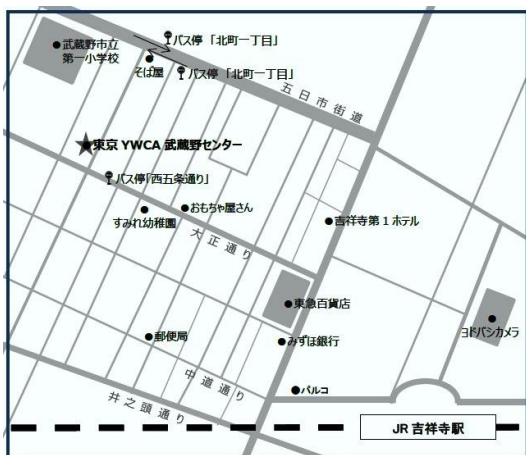 バス停 「北町一丁目」
武蔵野市立
第一小学校
そば屋
バス停 「北町一丁目」
五日市街道
東京 YWCA 武蔵野センター
バス停「西五条通り」
おもちゃ屋さん
すみれ幼稚園
吉祥寺第 1 ホテル
大正通り
東急百貨店
ヨドバシカメラ
郵便局
みずほ銀行
中道通り
パルコ
井之頭通り
JR 吉祥寺駅